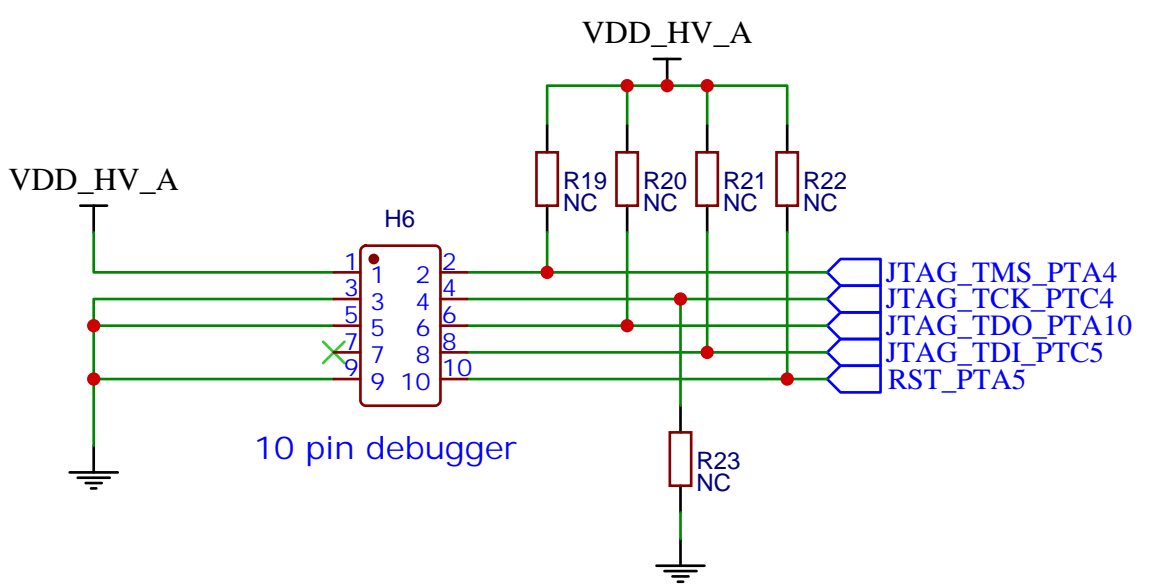 VDD_HV_A
VDD_HV_A
R19 R20 R21 R22
NC NC NC NC
H6
1 1 2 2 JTAG_TMS_PTA4
3 3 4 4 JTAG_TCK_PTC4
5 5 6 6 JTAG_TDO_PTA10
7 7 8 8 JTAG_TDI_PTC5
9 9 10 10 RST_PTA5
10 pin debugger
R23
NC